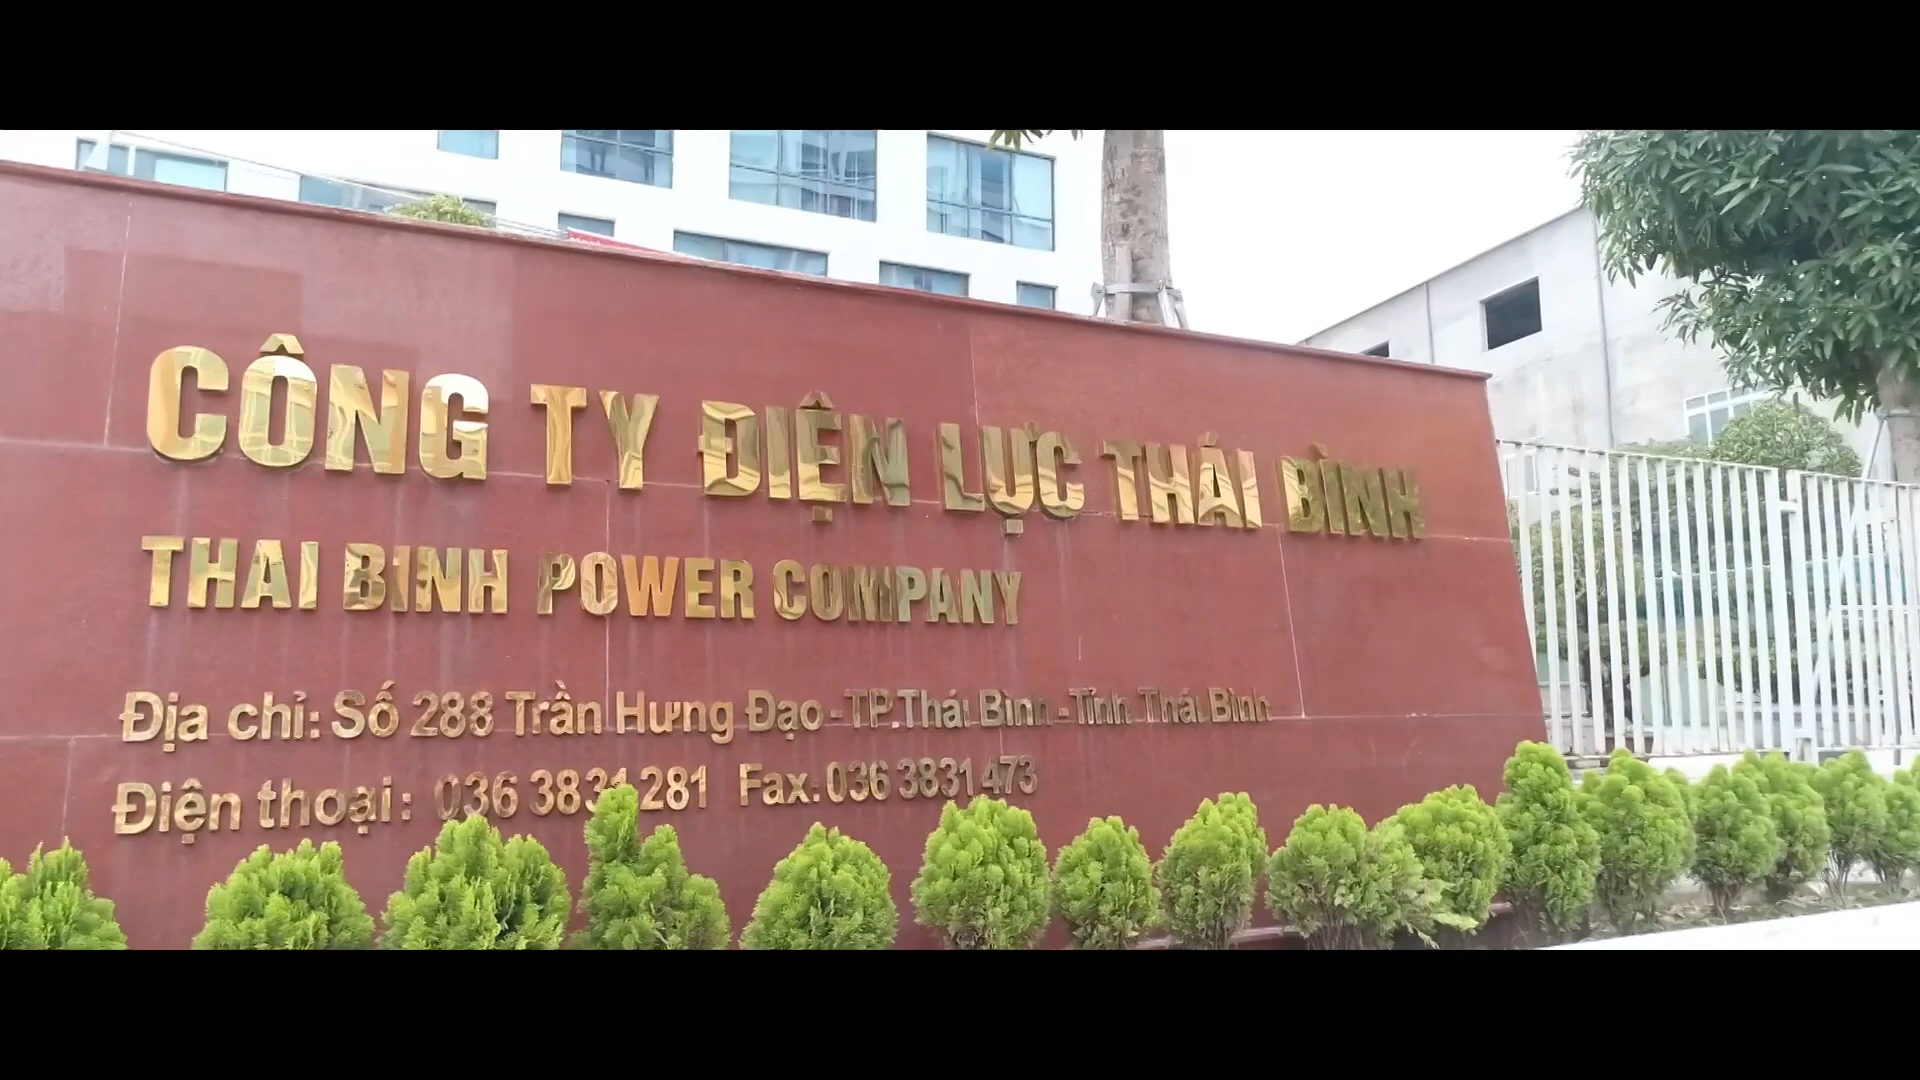 CÔNG TY ĐIỆN LỰC THÁI BÌNH
THAI BINH POWER COMPANY
Địa chỉ: Số 288 Trần Hưng Đạo - TP.Thái Bình - Tỉnh Thái Bình
Điện thoại: 036 3831 281 Fax: 036 3831 473